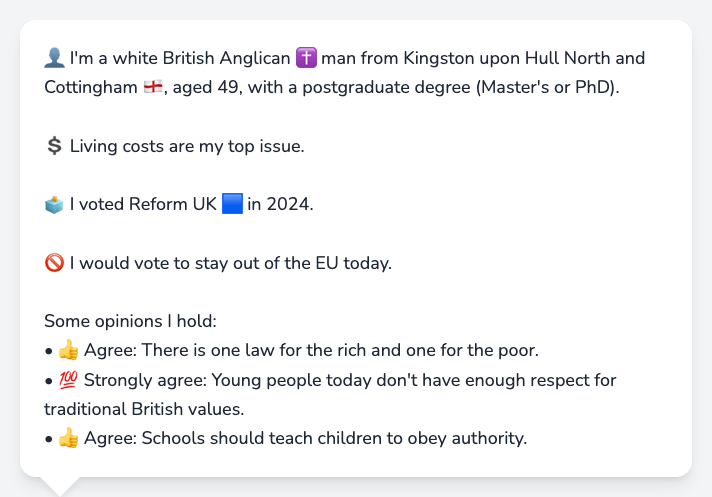 👤 I'm a white British Anglican ✝️ man from Kingston upon Hull North and
Cottingham 🏴󠁧󠁢󠁥󠁮󠁧󠁿, aged 49, with a postgraduate degree (Master's or PhD).
💲 Living costs are my top issue.
🗳️ I voted Reform UK 🟦 in 2024.
🚫 I would vote to stay out of the EU today.
Some opinions I hold:
• 👍 Agree: There is one law for the rich and one for the poor.
• 💯 Strongly agree: Young people today don't have enough respect for
traditional British values.
• 👍 Agree: Schools should teach children to obey authority.